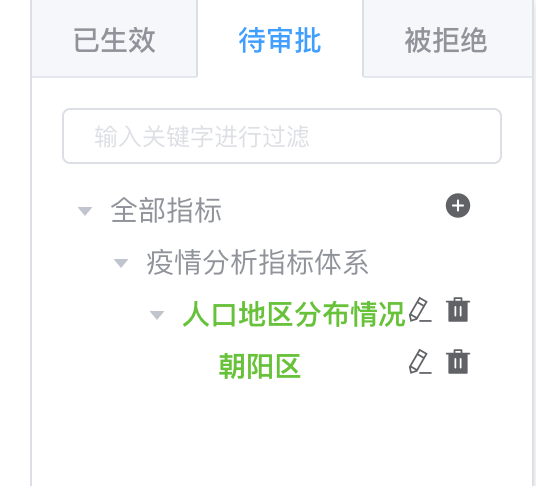 已生效 待审批 被拒绝
输入关键字进行过滤
全部指标
疫情分析指标体系
人口地区分布情况
朝阳区